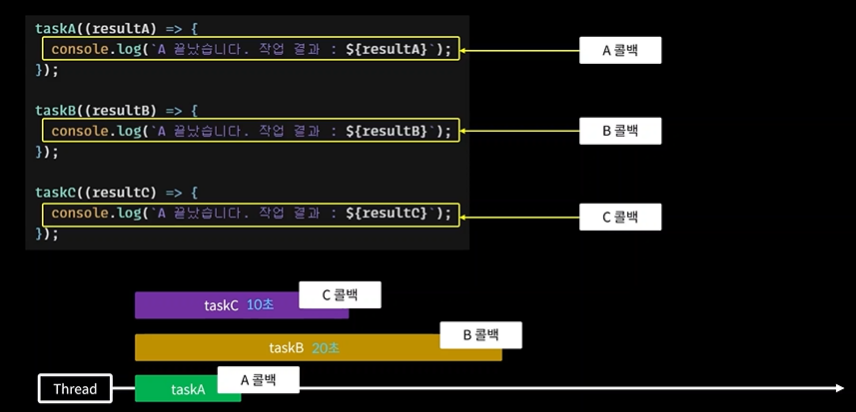 taskA((resultA) => {
console.log(`A 끝났습니다. 작업 결과 : ${resultA}`);
});
A 콜백
taskB((resultB) => {
console.log(`A 끝났습니다. 작업 결과 : ${resultB}`);
});
B 콜백
taskC((resultC) => {
console.log(`A 끝났습니다. 작업 결과 : ${resultC}`);
});
C 콜백
C 콜백
taskC 10초
B 콜백
taskB 20초
A 콜백
Thread
taskA